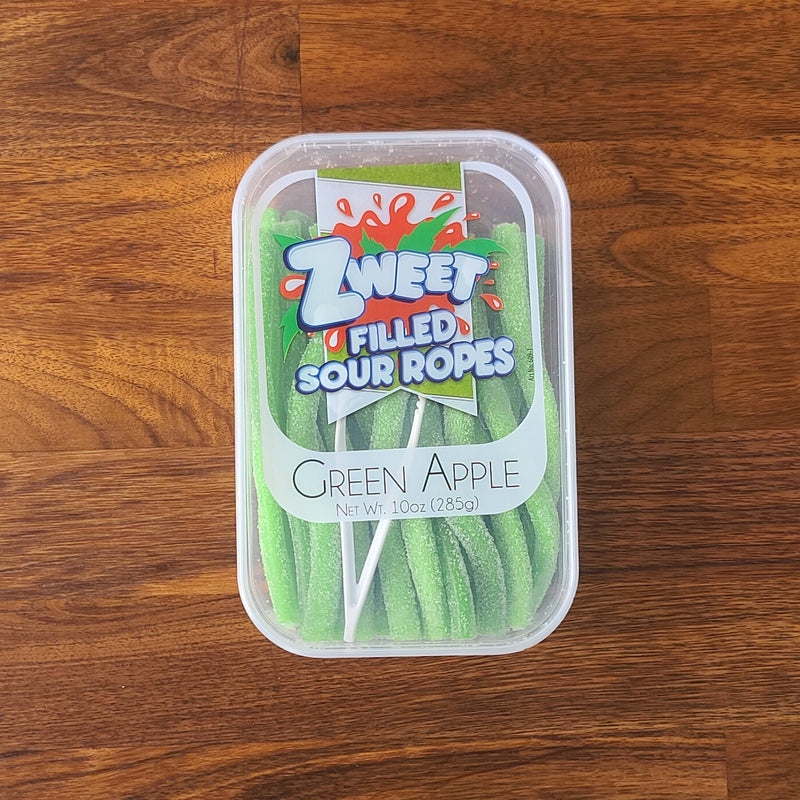 ZWEET
FILLED
SOUR ROPES
GREEN APPLE
NET WT. 10OZ (285g)